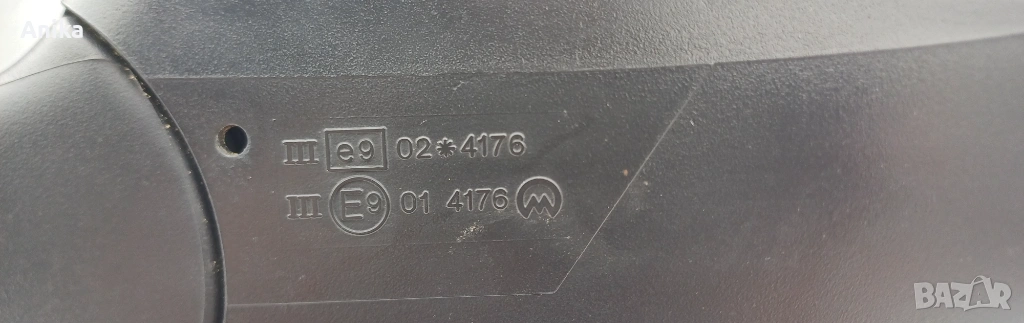 Anika
III e9 02*4176
III E9 01 4176 M
BAZAR